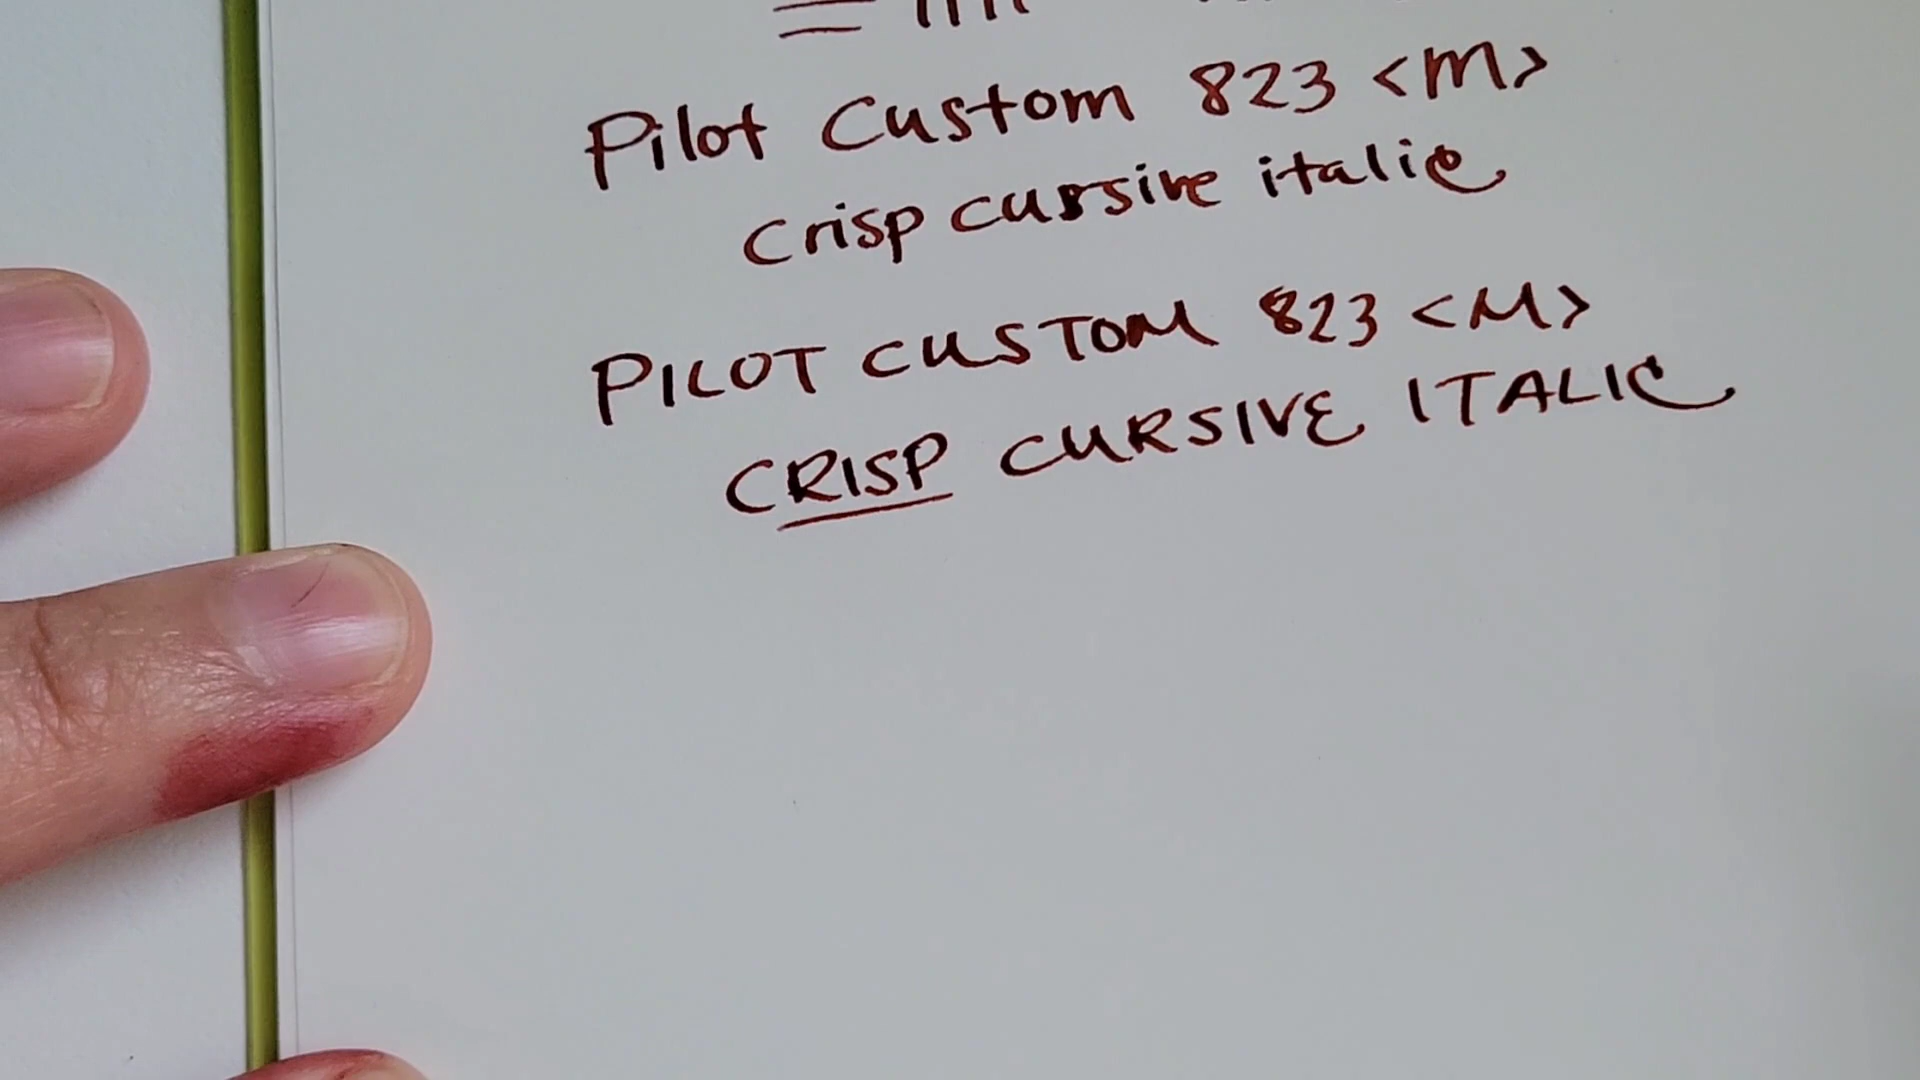 Pilot Custom 823 <M>
Crisp cursive italic
PILOT CUSTOM 823 <M>
CRISP CURSIVE ITALIC